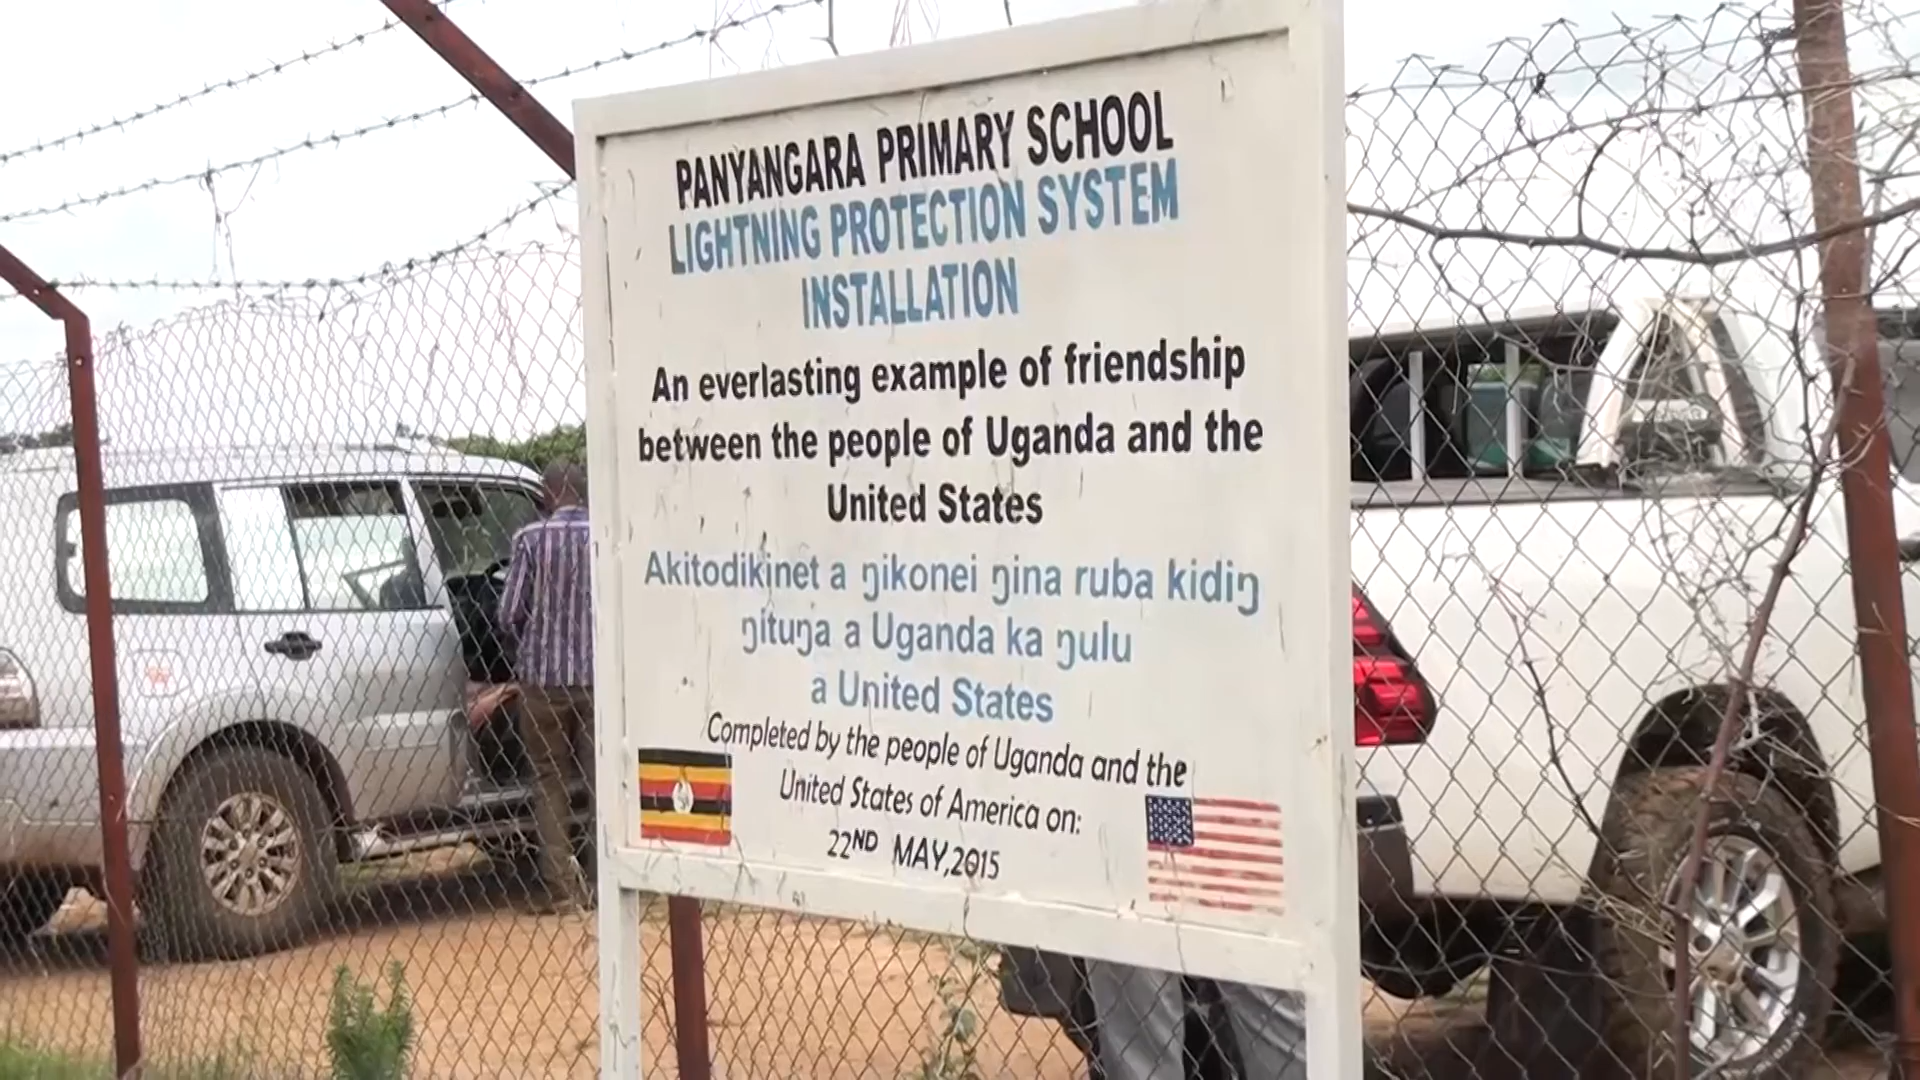 PANYANGARA PRIMARY SCHOOL
LIGHTNING PROTECTION SYSTEM
INSTALLATION
An everlasting example of friendship
between the people of Uganda and the
United States
Akitodikinet a ŋikonei ŋina ruba kidiŋ
ŋituŋa a Uganda ka ŋulu
a United States
Completed by the people of Uganda and the
United States of America on:
22ND MAY,2015